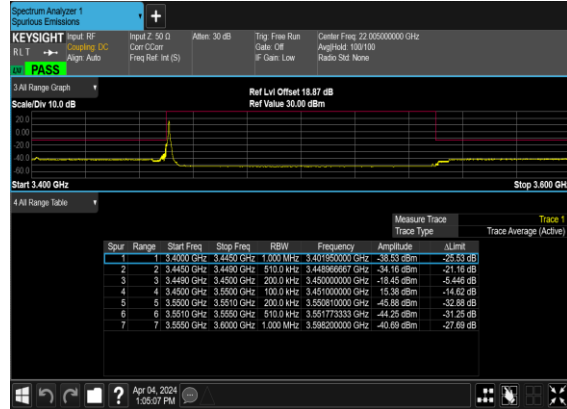 Spectrum Analyzer 1
Spurious Emissions
KEYSIGHT Input: RF Input Z: 50 Ω Atten: 30 dB Trig: Free Run Center Freq: 22.005000000 GHz
RLT Coupling: DC Corr CCorr Gate: Off Avg|Hold: 100/100
Align: Auto Freq Ref: Int (S) IF Gain: Low Radio Std: None
LW PASS
3 All Range Graph
Ref Lvl Offset 18.87 dB
Scale/Div 10.0 dB Ref Value 30.00 dBm
20.0
0.00
-20.0
-40.0
-60.0
Start 3.400 GHz Stop 3.600 GHz
4 All Range Table
Measure Trace Trace 1
Trace Type Trace Average (Active)
Spur Range Start Freq Stop Freq RBW Frequency Amplitude ΔLimit
1 1 3.4000 GHz 3.4450 GHz 1.000 MHz 3.401950000 GHz -38.53 dBm -25.53 dB
2 2 3.4450 GHz 3.4490 GHz 510.0 kHz 3.448966667 GHz -34.16 dBm -21.16 dB
3 3 3.4490 GHz 3.4500 GHz 200.0 kHz 3.450000000 GHz -18.45 dBm -5.446 dB
4 4 3.4500 GHz 3.5500 GHz 100.0 kHz 3.451000000 GHz 15.38 dBm -14.62 dB
5 5 3.5500 GHz 3.5510 GHz 200.0 kHz 3.550810000 GHz -45.88 dBm -32.88 dB
6 6 3.5510 GHz 3.5550 GHz 510.0 kHz 3.551773333 GHz -44.25 dBm -31.25 dB
7 7 3.5550 GHz 3.6000 GHz 1.000 MHz 3.598200000 GHz -40.69 dBm -27.69 dB
? Apr 04, 2024
1:05:07 PM